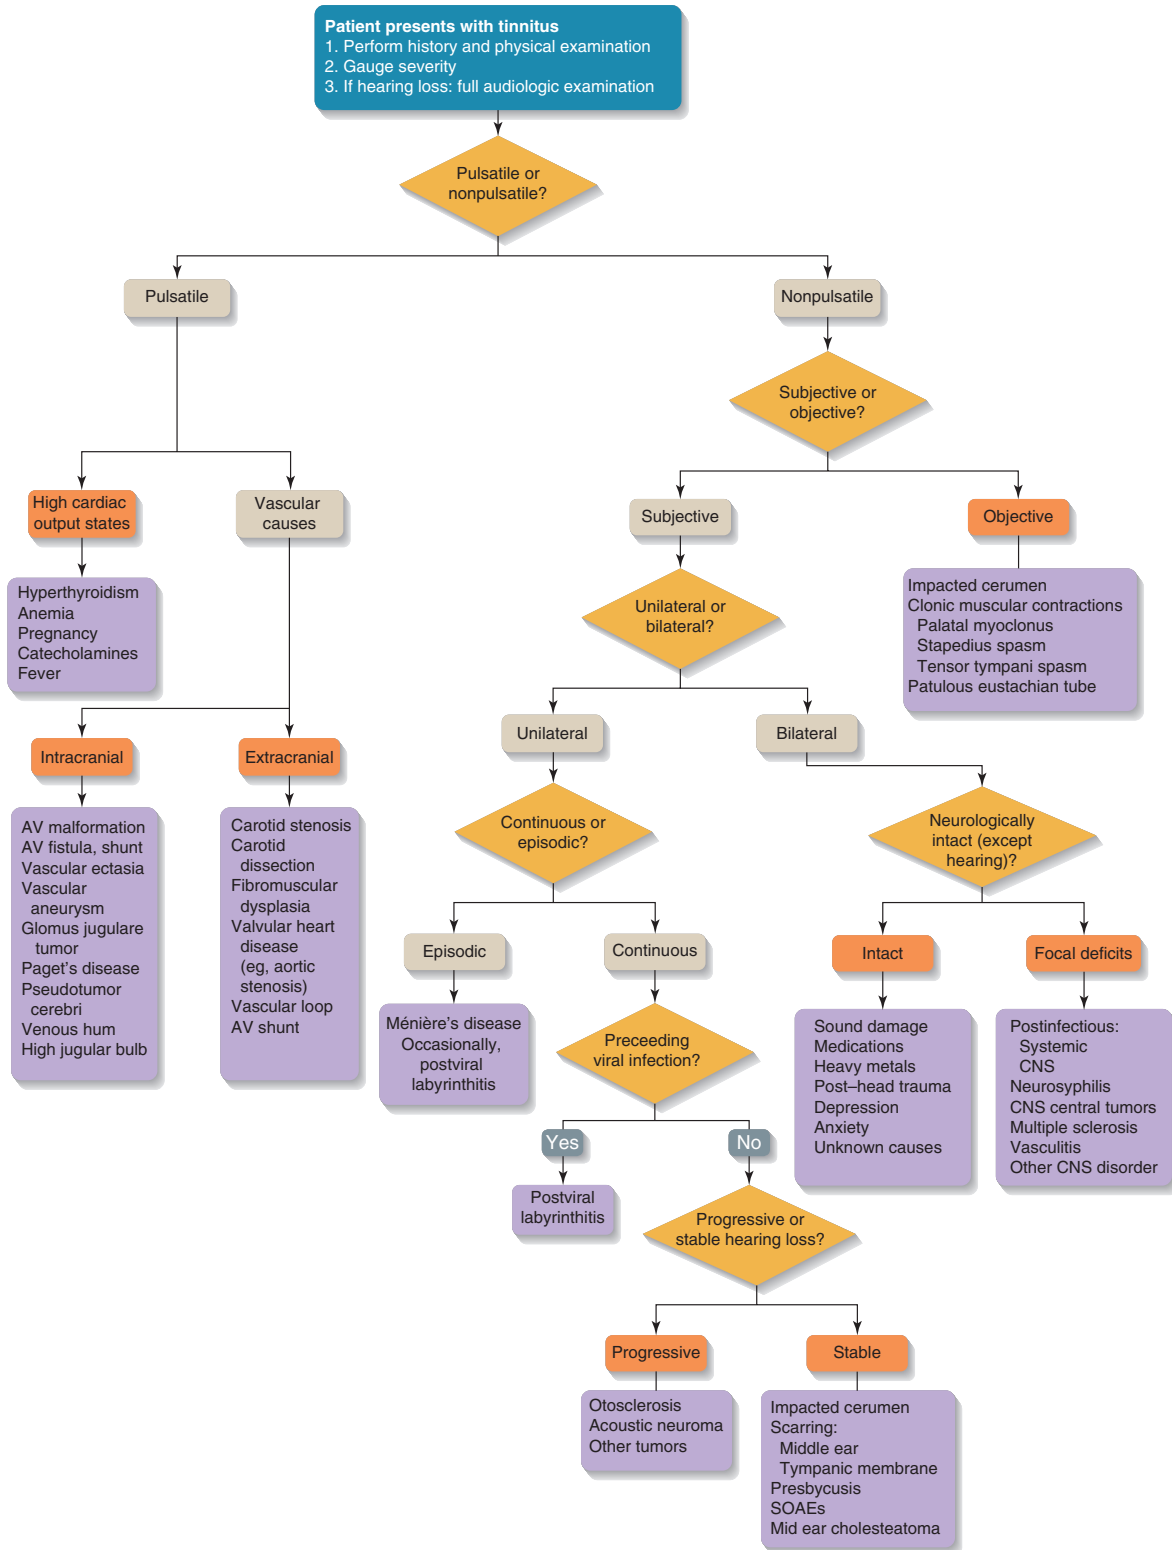 Patient presents with tinnitus
1. Perform history and physical examination
2. Gauge severity
3. If hearing loss: full audiologic examination
Pulsatile or
nonpulsatile?
Pulsatile
Nonpulsatile
Subjective or
objective?
High cardiac
output states
Vascular
causes
Subjective
Objective
Hyperthyroidism
Anemia
Pregnancy
Catecholamines
Fever
Unilateral or
bilateral?
Impacted cerumen
Clonic muscular contractions
Palatal myoclonus
Stapedius spasm
Tensor tympani spasm
Patulous eustachian tube
Intracranial
Extracranial
Unilateral
Bilateral
AV malformation
AV fistula, shunt
Vascular ectasia
Vascular
aneurysm
Glomus jugulare
tumor
Paget's disease
Pseudotumor
cerebri
Venous hum
High jugular bulb
Carotid stenosis
Carotid
dissection
Fibromuscular
dysplasia
Valvular heart
disease
(eg, aortic
stenosis)
Vascular loop
AV shunt
Continuous or
episodic?
Neurologically
intact (except
hearing)?
Episodic
Continuous
Intact
Focal deficits
Ménière's disease
Occasionally,
postviral
labyrinthitis
Preceeding
viral infection?
Sound damage
Medications
Heavy metals
Post–head trauma
Depression
Anxiety
Unknown causes
Postinfectious:
Systemic
CNS
Neurosyphilis
CNS central tumors
Multiple sclerosis
Vasculitis
Other CNS disorder
Yes
No
Postviral
labyrinthitis
Progressive or
stable hearing loss?
Progressive
Stable
Otosclerosis
Acoustic neuroma
Other tumors
Impacted cerumen
Scarring:
Middle ear
Tympanic membrane
Presbycusis
SOAEs
Mid ear cholesteatoma